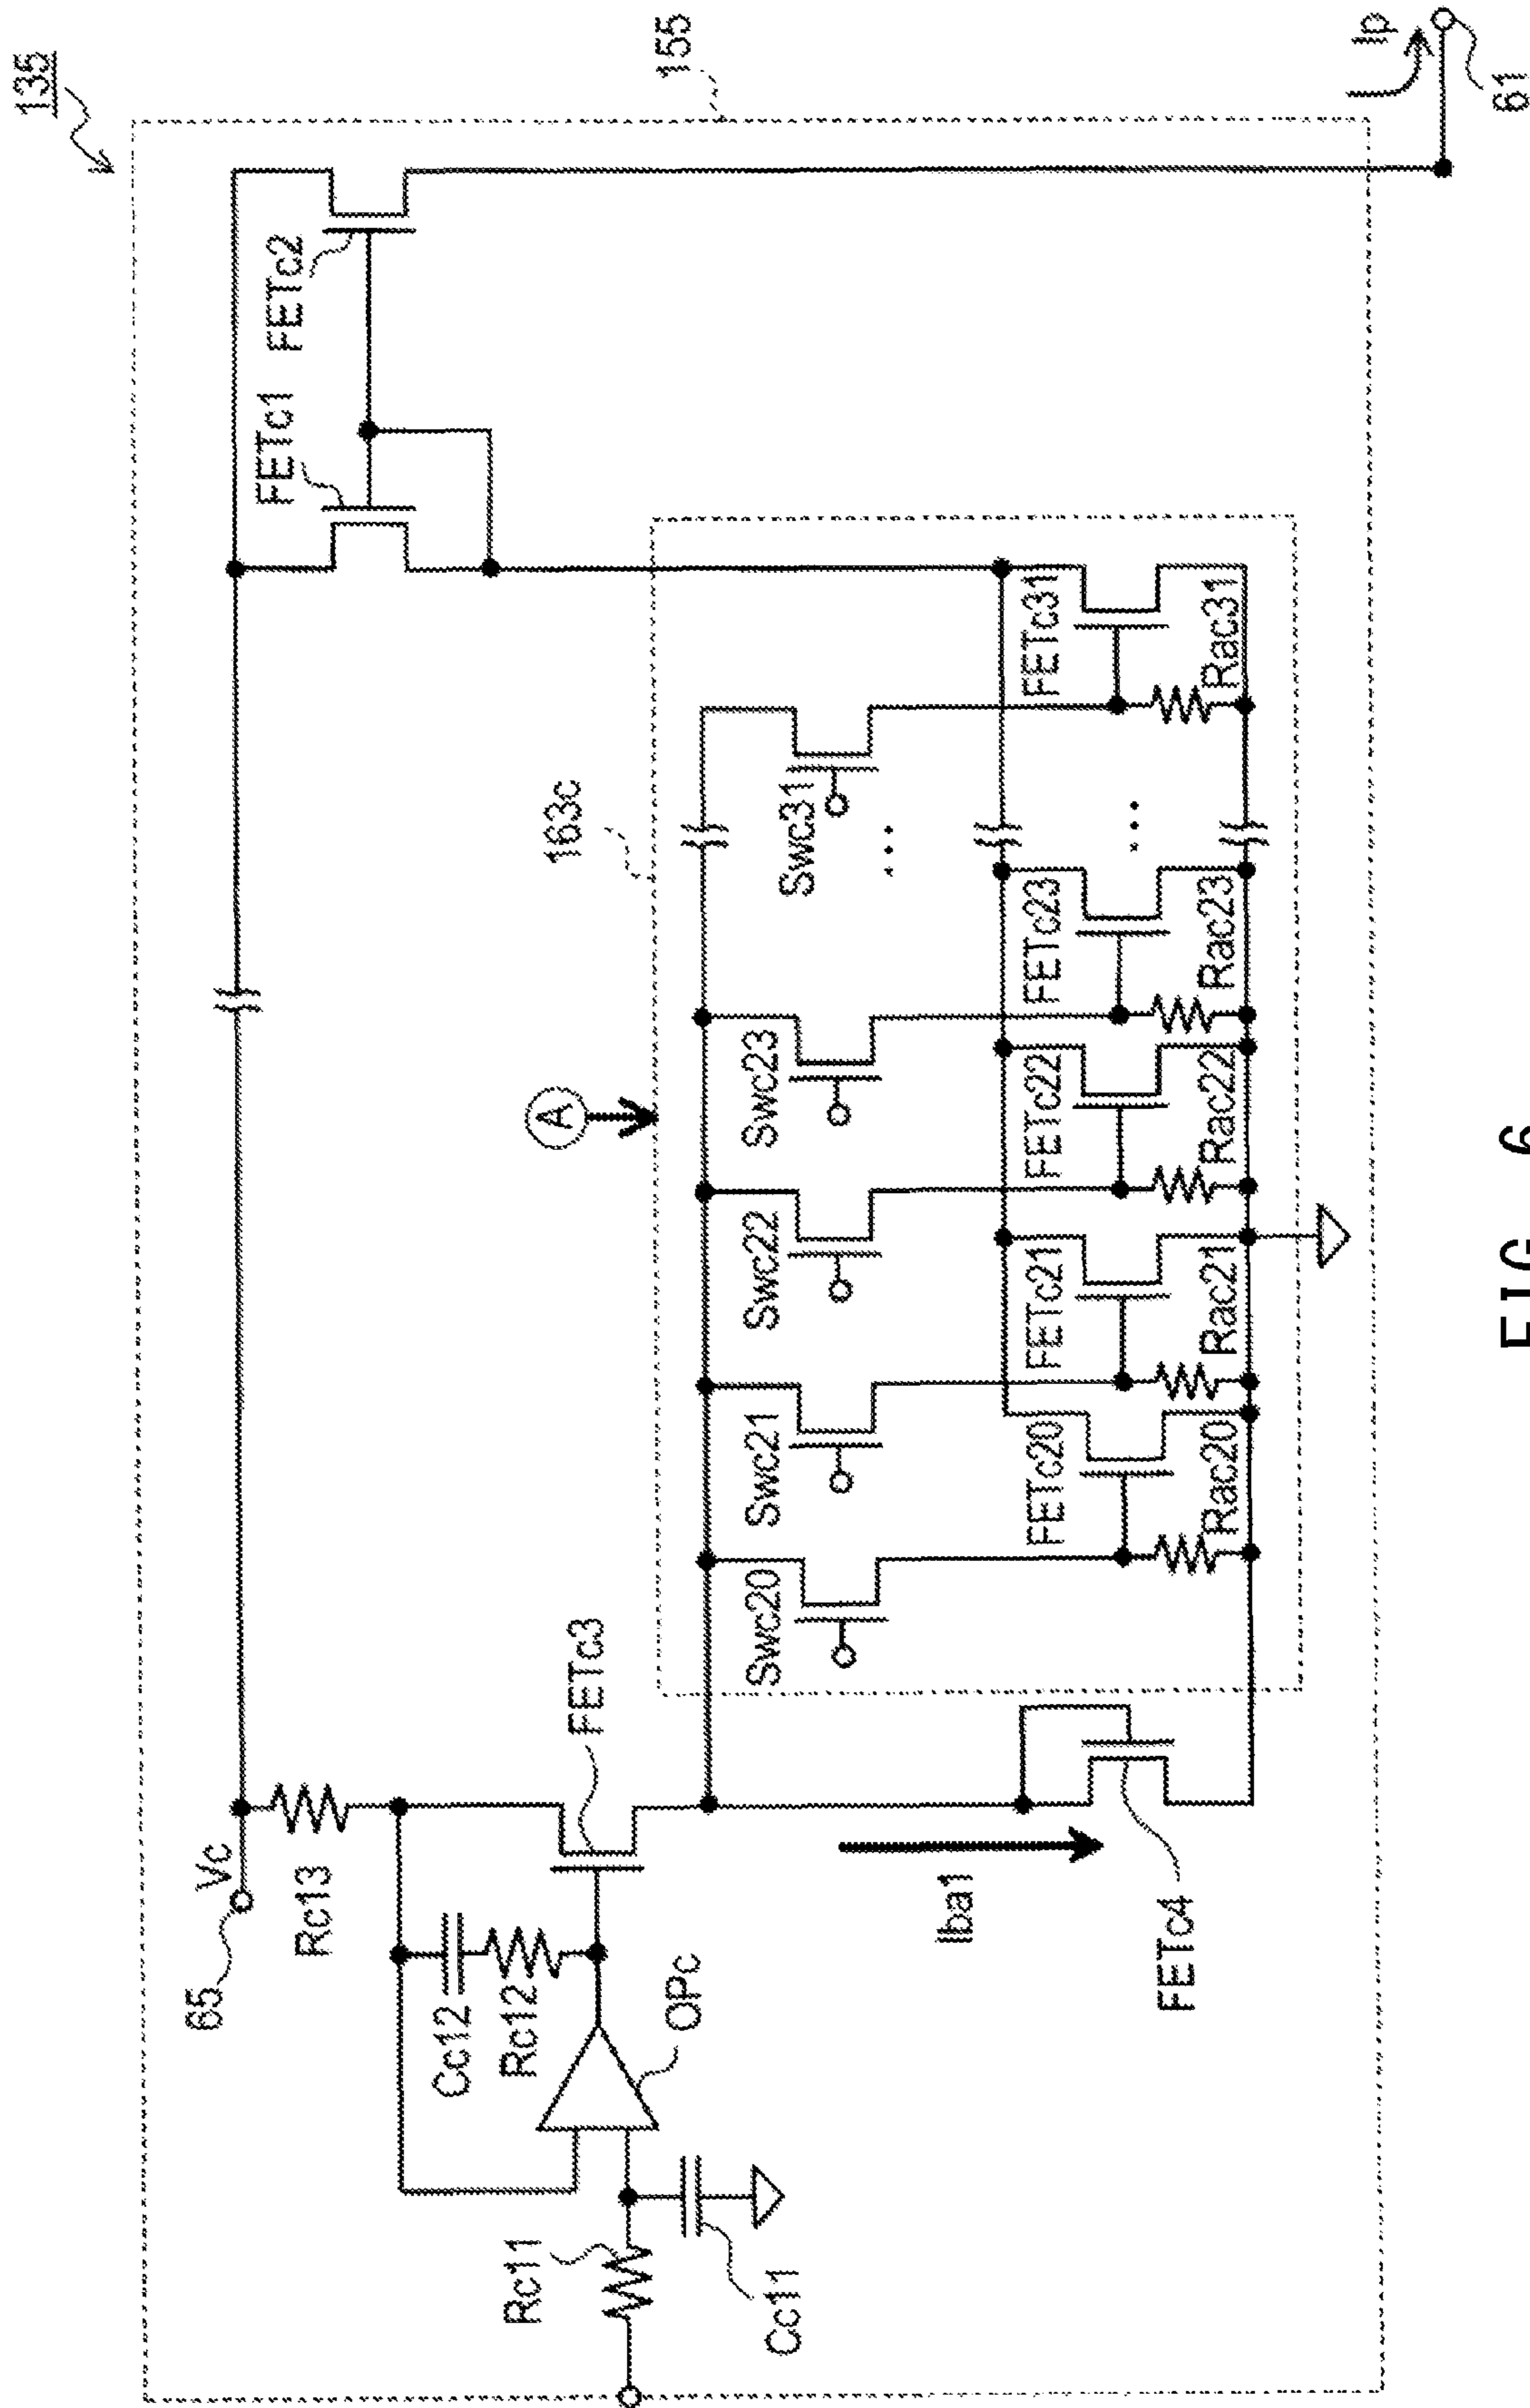 135
155
Ip
61
FETc2
FETc1
163c
A
65
Vc
Rc13
Cc12
Rc12
OPc
FETc3
Rc11
Cc11
Iba1
FETc4
Swc20
Swc21
Swc22
Swc23
Swc31
...
FETc20
FETc21
FETc22
FETc23
...
FETc31
Rac20
Rac21
Rac22
Rac23
Rac31
FIG. 6